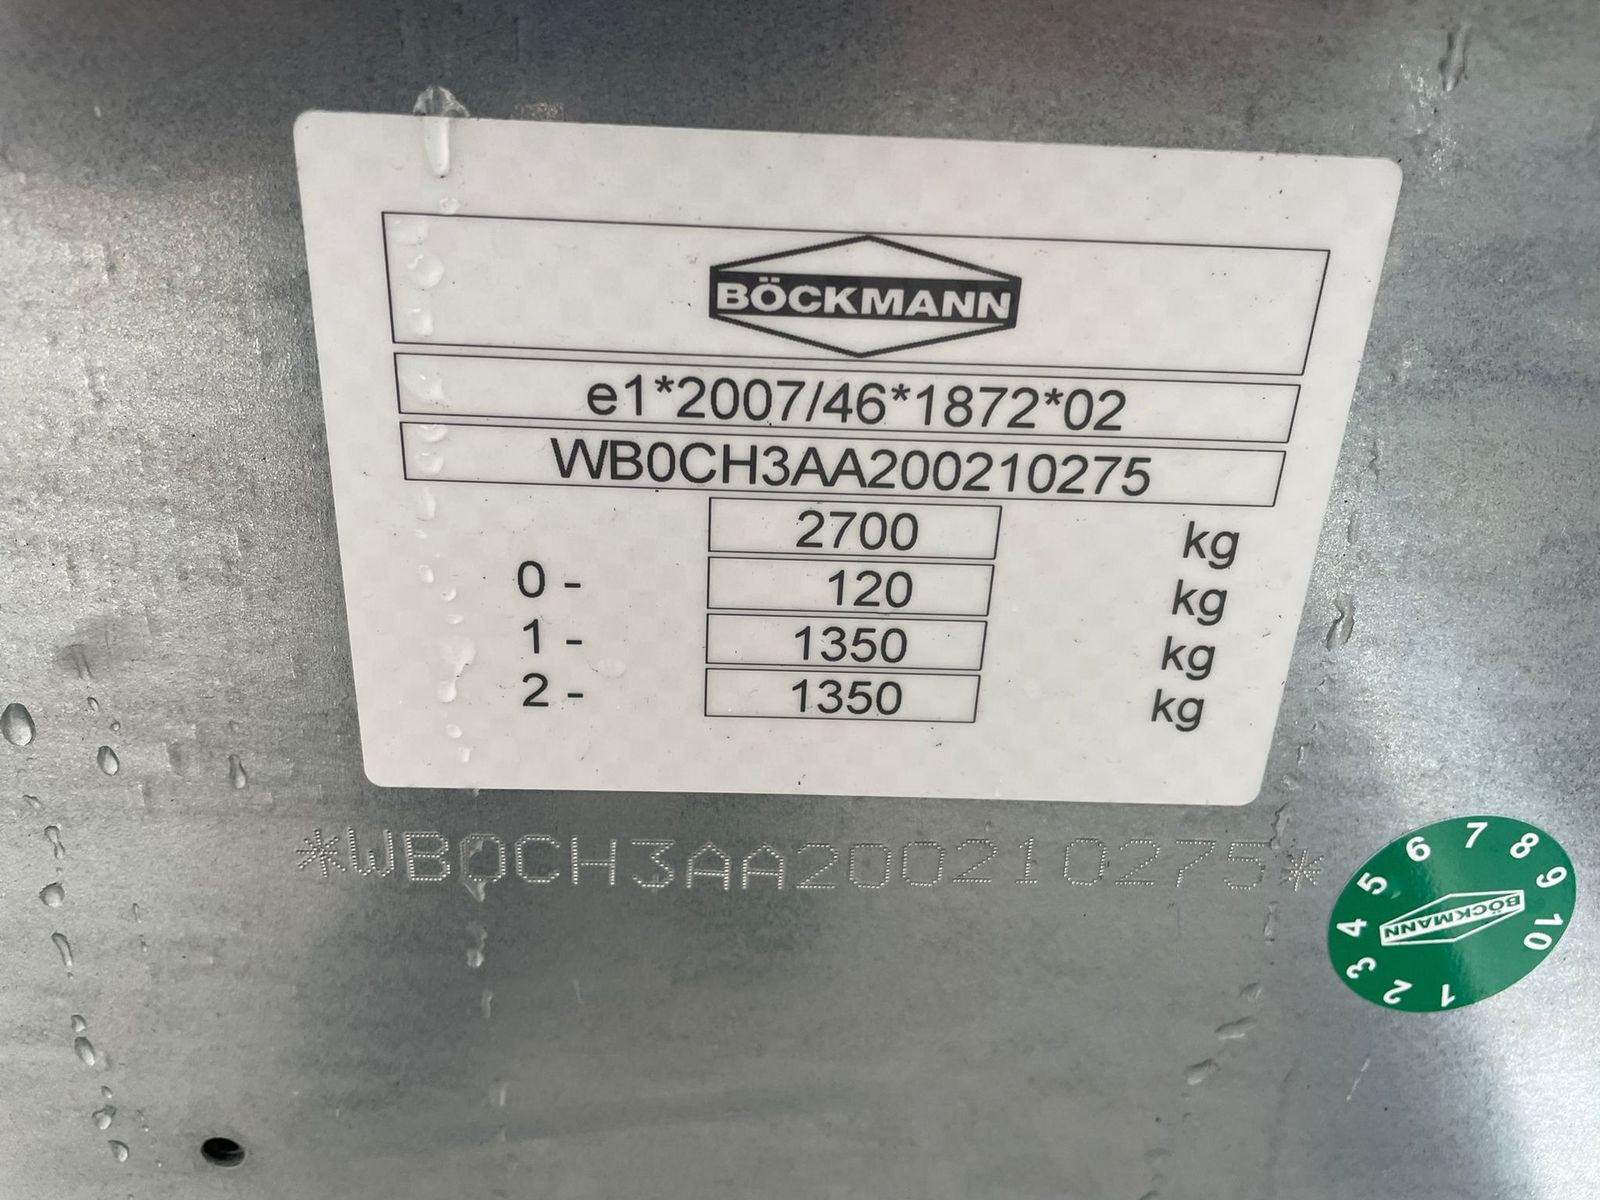 BÖCKMANN
e1*2007/46*1872*02
WB0CH3AA200210275
2700 kg
0 - 120 kg
1 - 1350 kg
2 - 1350 kg
*WB0CH3AA200210275*
1 2 3 4 5 6 7 8 9 10
BÖCKMANN